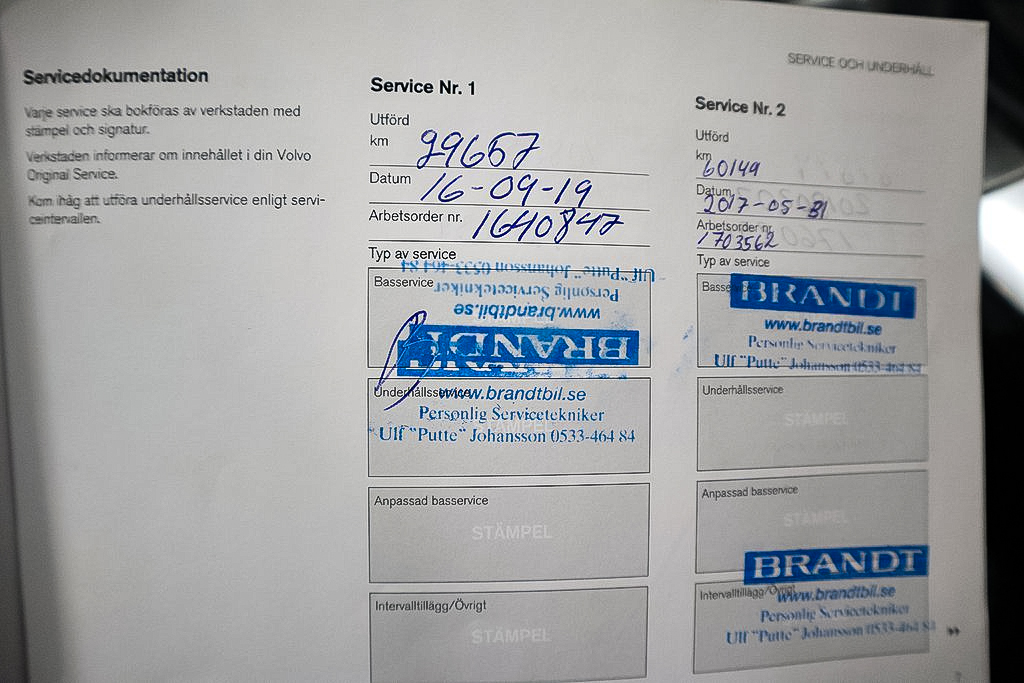 SERVICE OCH UNDERHÅLL
Servicedokumentation
Varje service ska bokföras av verkstaden med
stämpel och signatur.
Verkstaden informerar om innehållet i din Volvo
Original Service.
Kom ihåg att utföra underhållsservice enligt servi-
ceintervallen.
Service Nr. 1
Utförd
km 29657
Datum 16-09-19
Arbetsorder nr. 1640847
Typ av service
Basservice
BRANDT
www.brandtbil.se
Personlig Servicetekniker
Ulf "Putte" Johansson 0533-464 84
Underhållsservice
www.brandtbil.se
Personlig Servicetekniker
Ulf "Putte" Johansson 0533-464 84
STÄMPEL
Anpassad basservice
STÄMPEL
Intervalltillägg/Övrigt
STÄMPEL
Service Nr. 2
Utförd
km 60149
Datum 2017-05-31
Arbetsorder nr. 1703562
Typ av service
Basservice
BRANDT
www.brandtbil.se
Personlig Servicetekniker
Ulf "Putte" Johansson 0533-464 84
Underhållsservice
STÄMPEL
Anpassad basservice
STÄMPEL
BRANDT
Intervalltillägg/Övrigt
www.brandtbil.se
Personlig Servicetekniker
Ulf "Putte" Johansson 0533-464 84